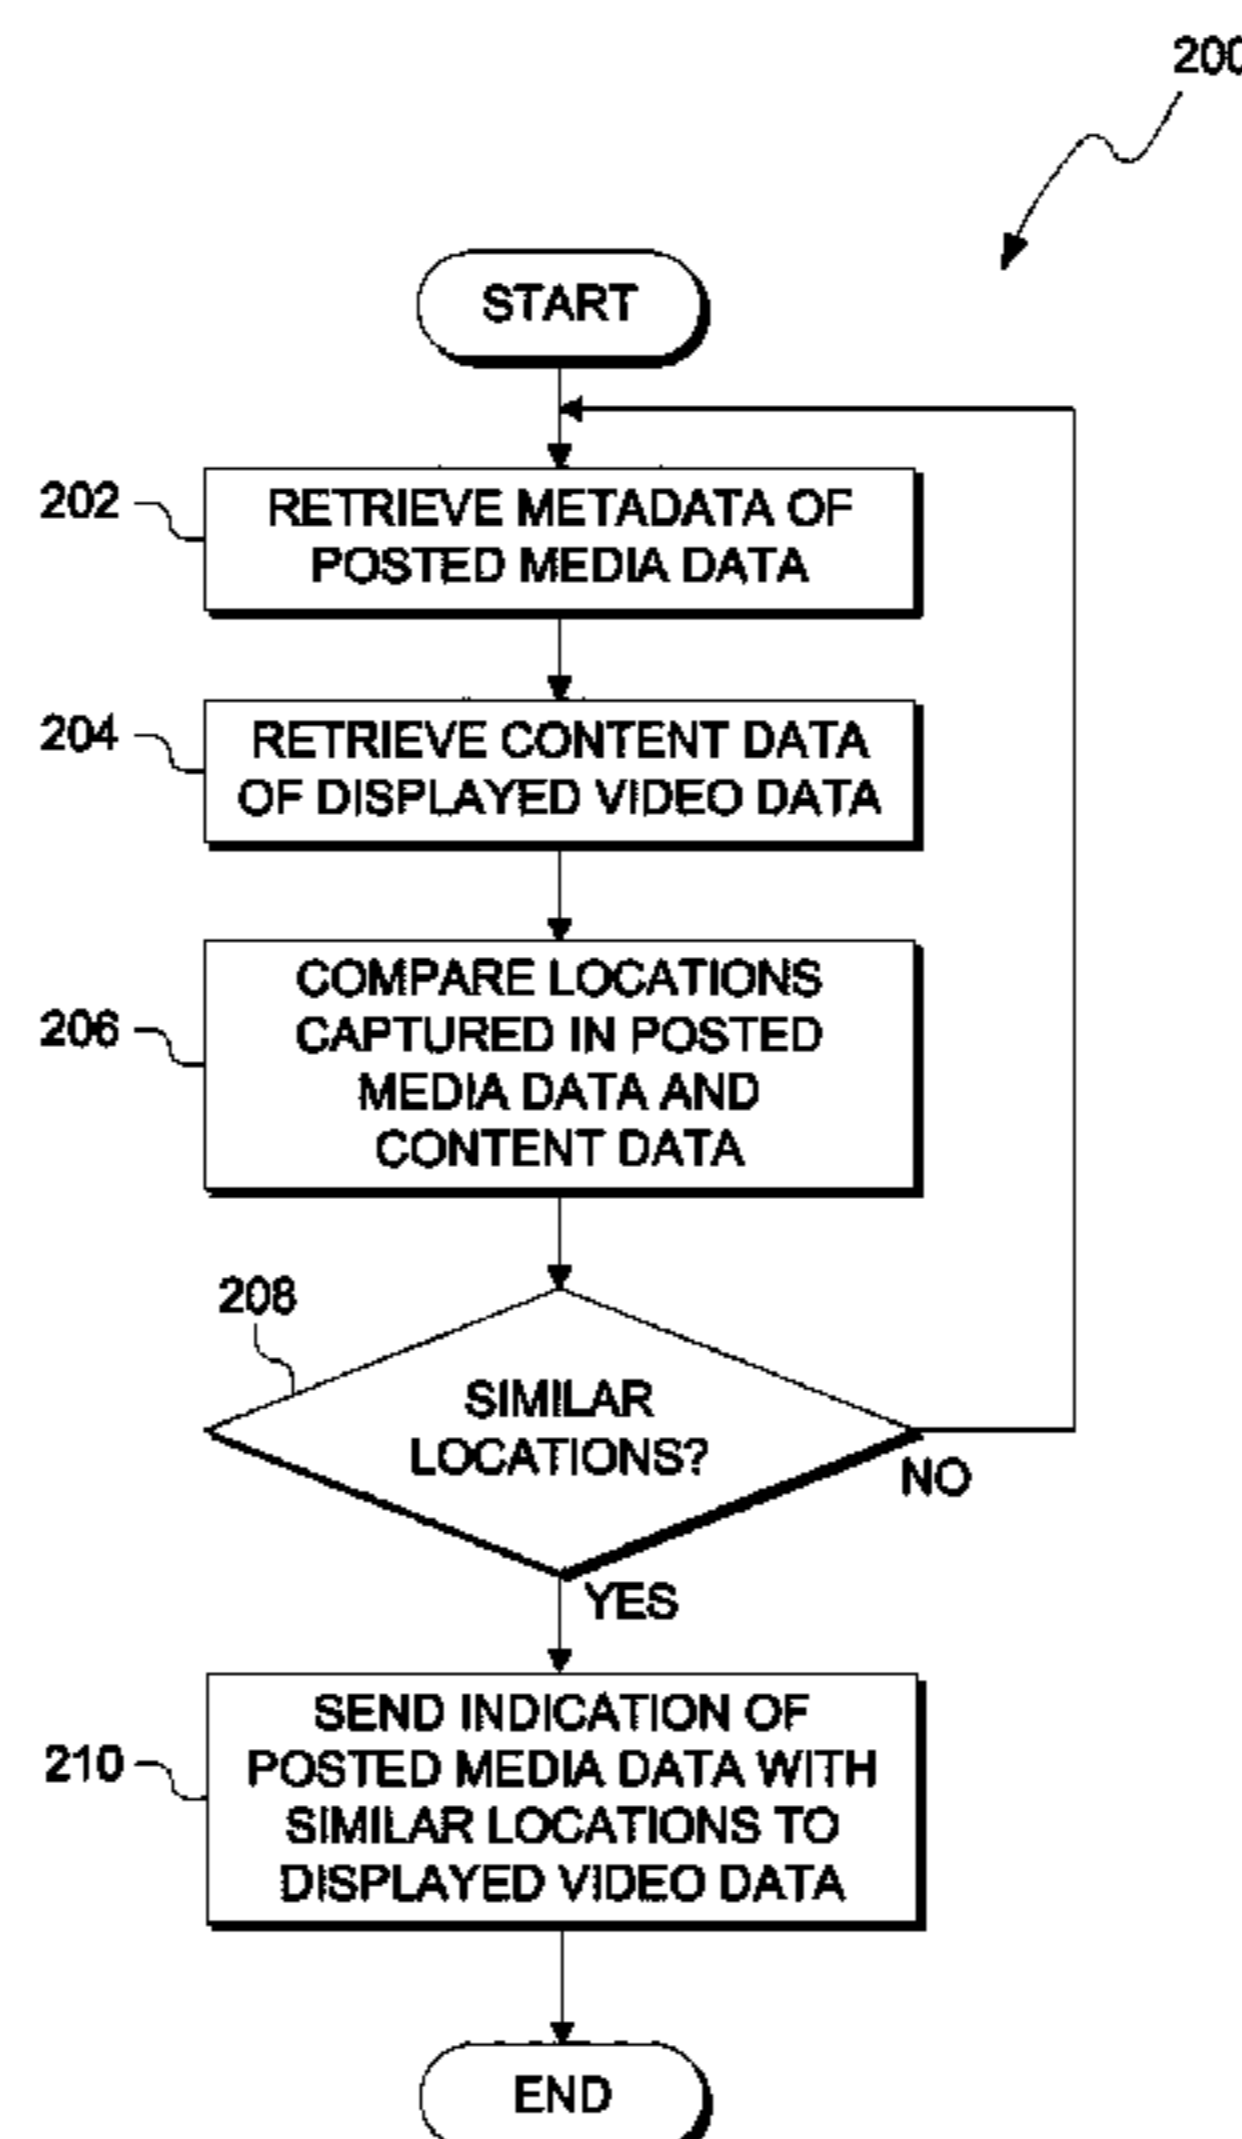 200
START
202
RETRIEVE METADATA OF
POSTED MEDIA DATA
204
RETRIEVE CONTENT DATA
OF DISPLAYED VIDEO DATA
206
COMPARE LOCATIONS
CAPTURED IN POSTED
MEDIA DATA AND
CONTENT DATA
208
SIMILAR
LOCATIONS?
NO
YES
210
SEND INDICATION OF
POSTED MEDIA DATA WITH
SIMILAR LOCATIONS TO
DISPLAYED VIDEO DATA
END